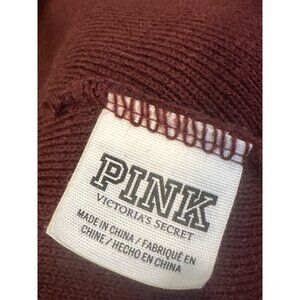 PINK
VICTORIA'S SECRET
MADE IN CHINA / FABRIQUÉ EN
CHINE / HECHO EN CHINA